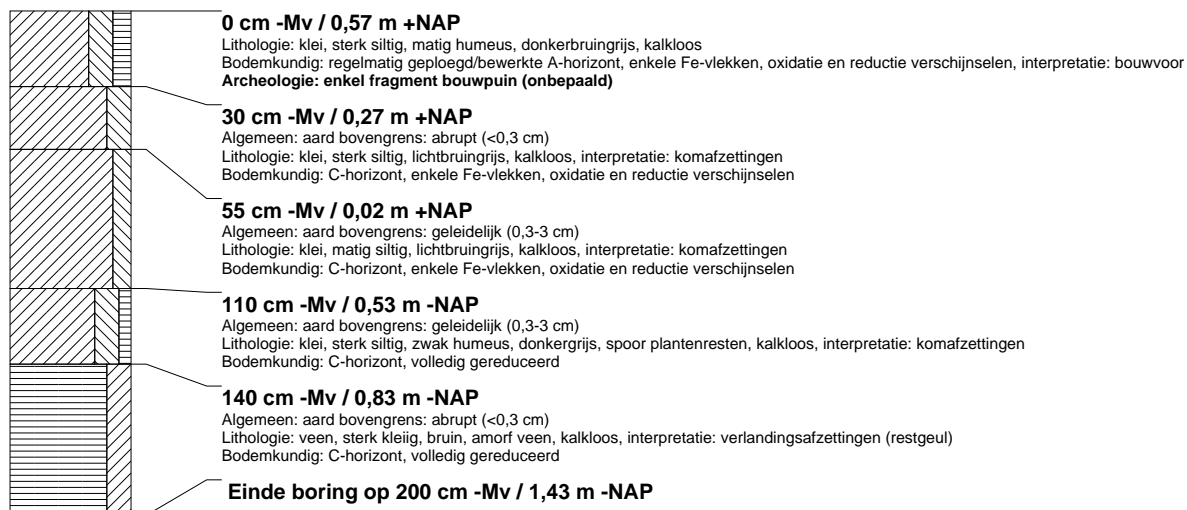 0 cm -Mv / 0,57 m +NAP
Lithologie: klei, sterk siltig, matig humeus, donkerbruingrijs, kalkloos
Bodemkundig: regelmatig geploegd/bewerkte A-horizont, enkele Fe-vlekken, oxidatie en reductie verschijnselen, interpretatie: bouwvoor
Archeologie: enkel fragment bouwpuin (onbepaald)
30 cm -Mv / 0,27 m +NAP
Algemeen: aard bovengrens: abrupt (<0,3 cm)
Lithologie: klei, sterk siltig, lichtbruingrijs, kalkloos, interpretatie: komafzettingen
Bodemkundig: C-horizont, enkele Fe-vlekken, oxidatie en reductie verschijnselen
55 cm -Mv / 0,02 m +NAP
Algemeen: aard bovengrens: geleidelijk (0,3-3 cm)
Lithologie: klei, matig siltig, lichtbruingrijs, kalkloos, interpretatie: komafzettingen
Bodemkundig: C-horizont, enkele Fe-vlekken, oxidatie en reductie verschijnselen
110 cm -Mv / 0,53 m -NAP
Algemeen: aard bovengrens: geleidelijk (0,3-3 cm)
Lithologie: klei, sterk siltig, zwak humeus, donkergrijs, spoor plantenresten, kalkloos, interpretatie: komafzettingen
Bodemkundig: C-horizont, volledig gereduceerd
140 cm -Mv / 0,83 m -NAP
Algemeen: aard bovengrens: abrupt (<0,3 cm)
Lithologie: veen, sterk kleiig, bruin, amorf veen, kalkloos, interpretatie: verlandingsafzettingen (restgeul)
Bodemkundig: C-horizont, volledig gereduceerd
Einde boring op 200 cm -Mv / 1,43 m -NAP